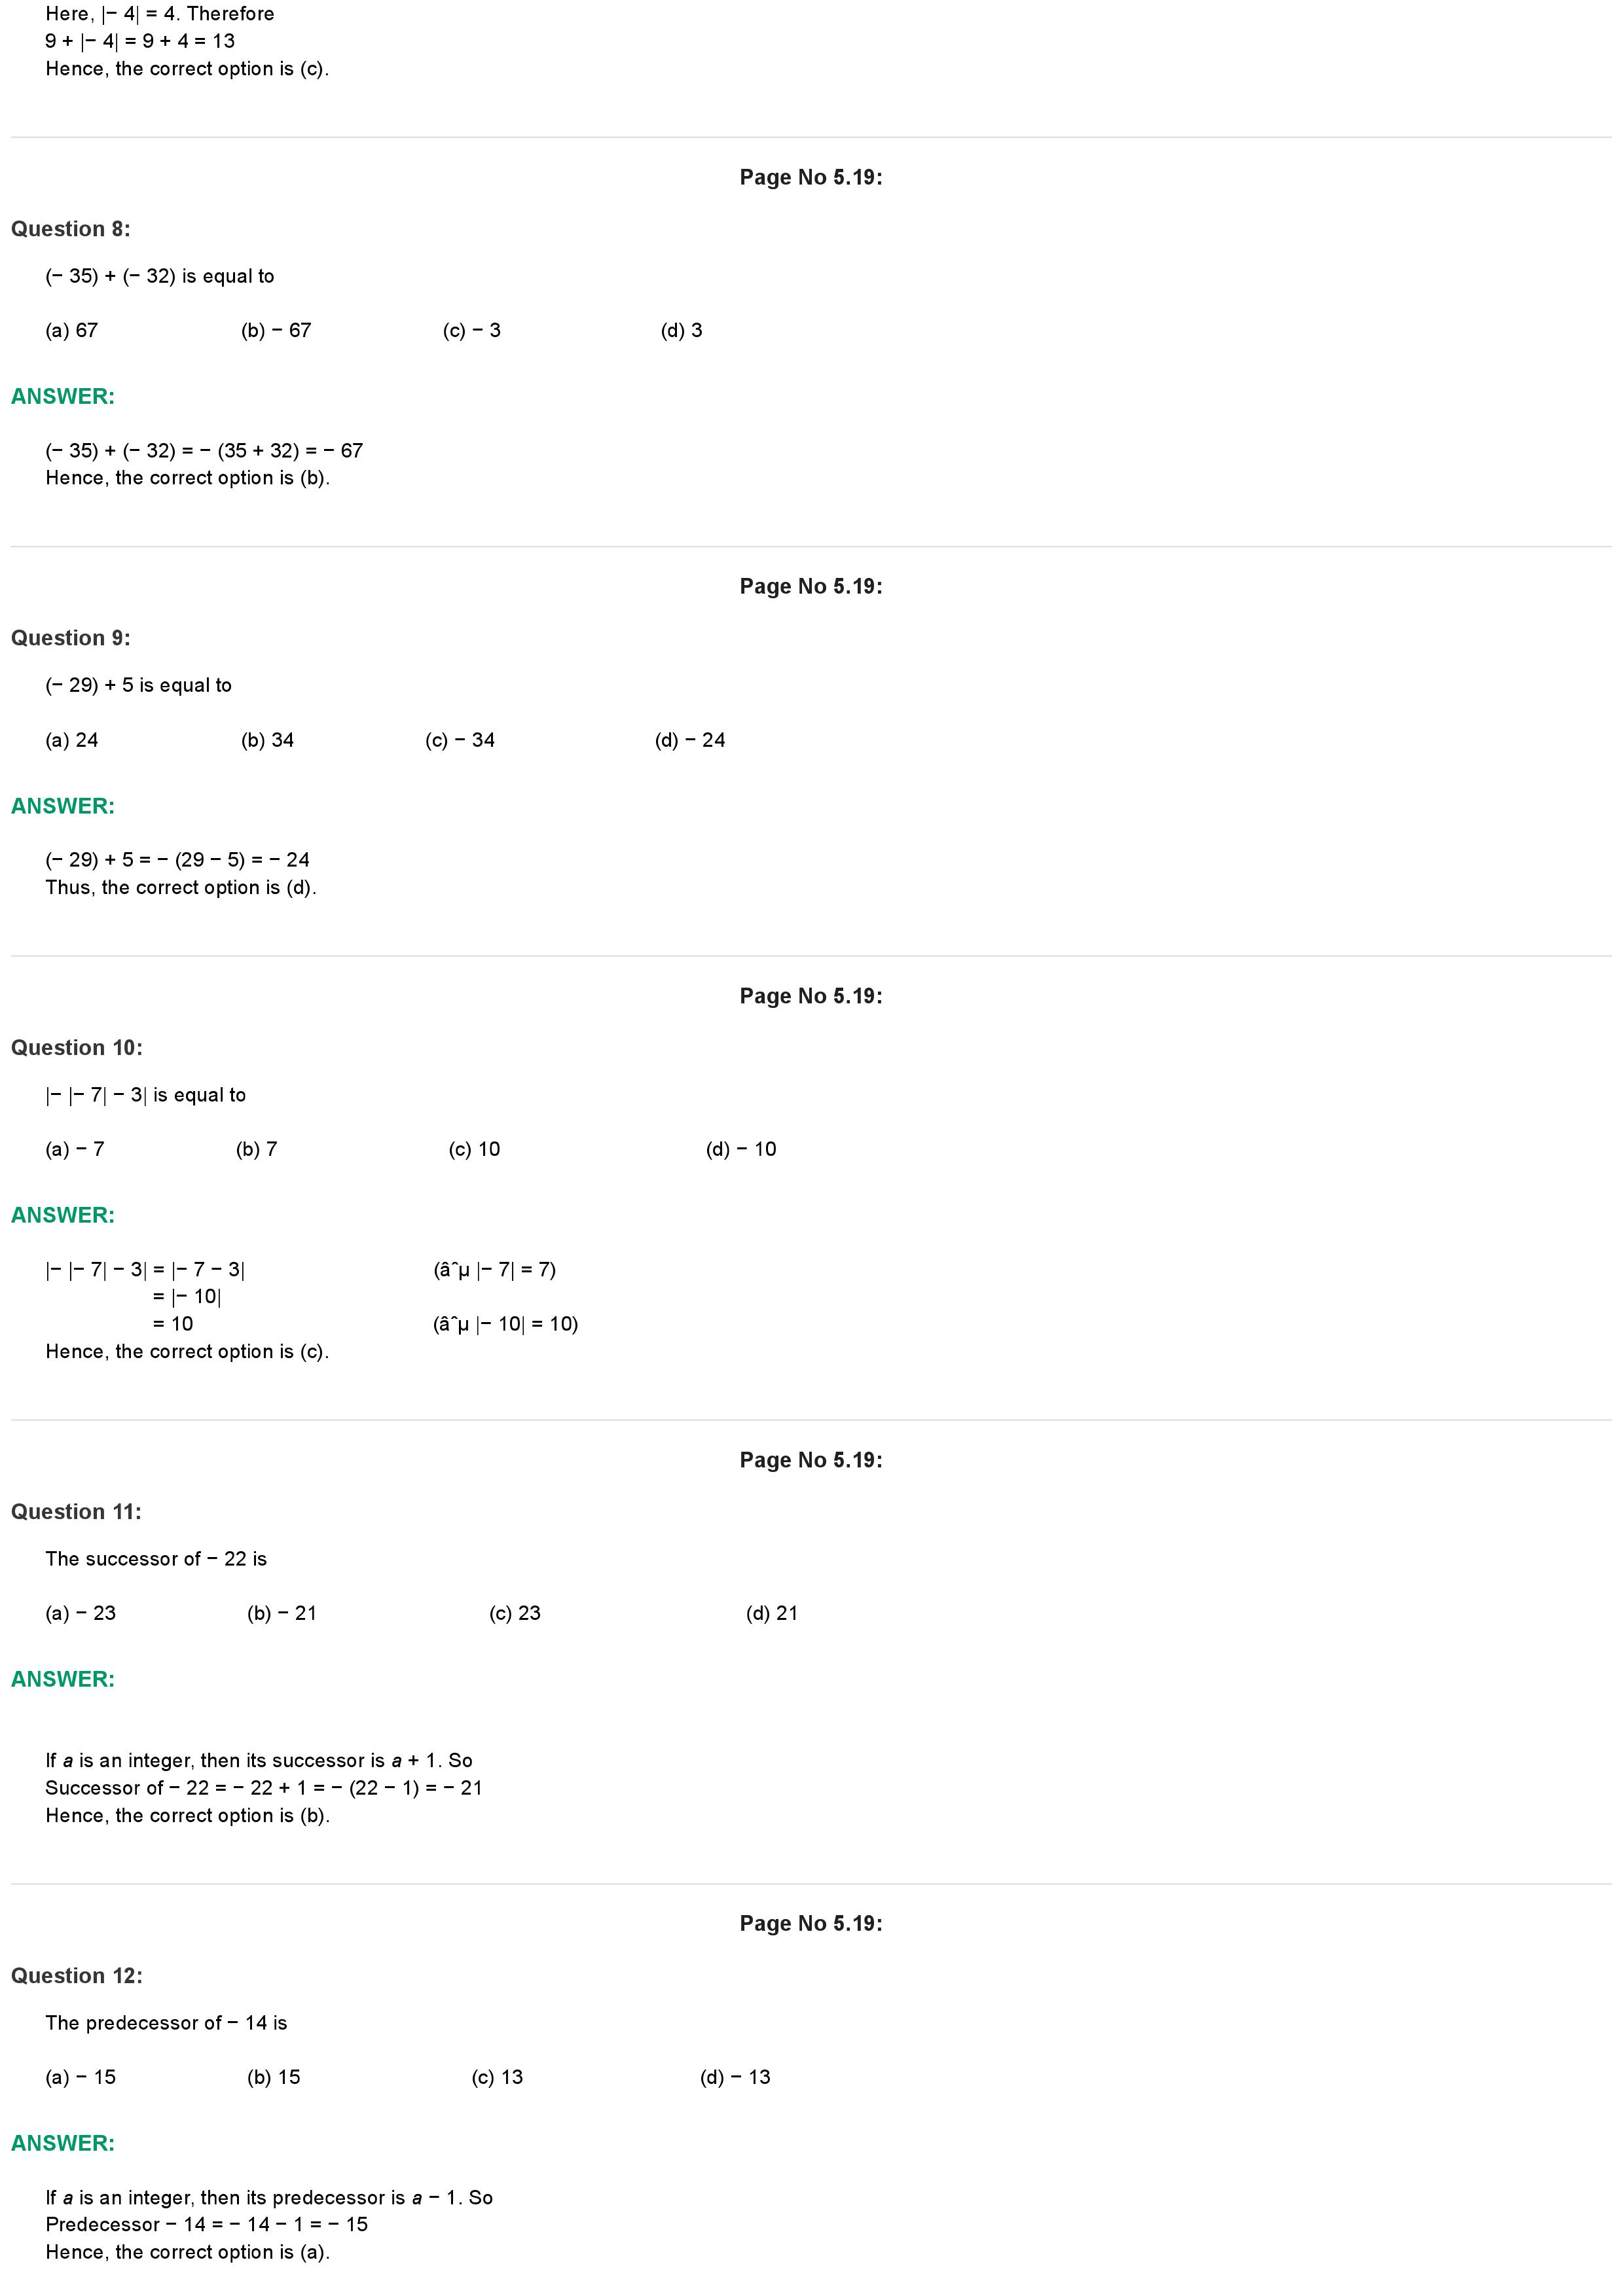 Here, |− 4| = 4. Therefore
9 + |− 4| = 9 + 4 = 13
Hence, the correct option is (c).
Page No 5.19:
Question 8:
(− 35) + (− 32) is equal to
(a) 67 (b) − 67 (c) − 3 (d) 3
ANSWER:
(− 35) + (− 32) = − (35 + 32) = − 67
Hence, the correct option is (b).
Page No 5.19:
Question 9:
(− 29) + 5 is equal to
(a) 24 (b) 34 (c) − 34 (d) − 24
ANSWER:
(− 29) + 5 = − (29 − 5) = − 24
Thus, the correct option is (d).
Page No 5.19:
Question 10:
|− |− 7| − 3| is equal to
(a) − 7 (b) 7 (c) 10 (d) − 10
ANSWER:
|− |− 7| − 3| = |− 7 − 3| (âˆµ |− 7| = 7)
= |− 10|
= 10 (âˆµ |− 10| = 10)
Hence, the correct option is (c).
Page No 5.19:
Question 11:
The successor of − 22 is
(a) − 23 (b) − 21 (c) 23 (d) 21
ANSWER:
If a is an integer, then its successor is a + 1. So
Successor of − 22 = − 22 + 1 = − (22 − 1) = − 21
Hence, the correct option is (b).
Page No 5.19:
Question 12:
The predecessor of − 14 is
(a) − 15 (b) 15 (c) 13 (d) − 13
ANSWER:
If a is an integer, then its predecessor is a − 1. So
Predecessor − 14 = − 14 − 1 = − 15
Hence, the correct option is (a).